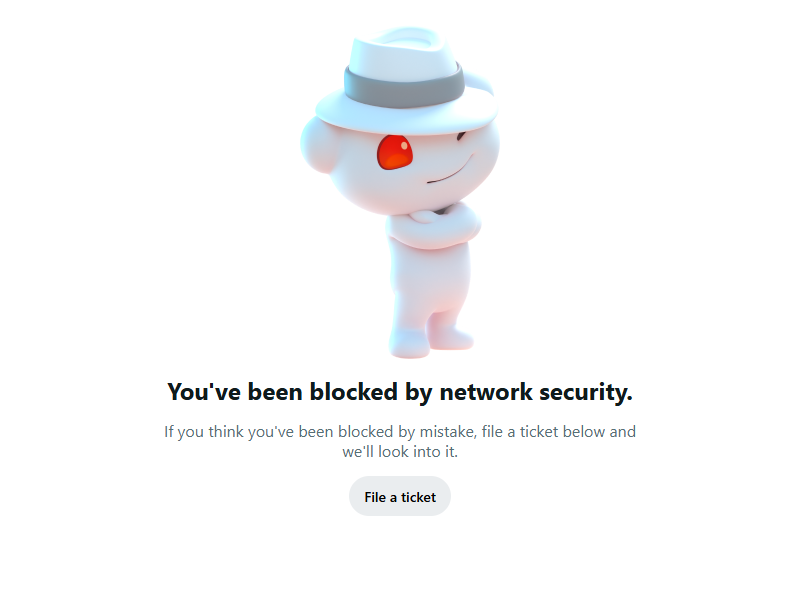 You've been blocked by network security.
If you think you've been blocked by mistake, file a ticket below and
we'll look into it.
File a ticket